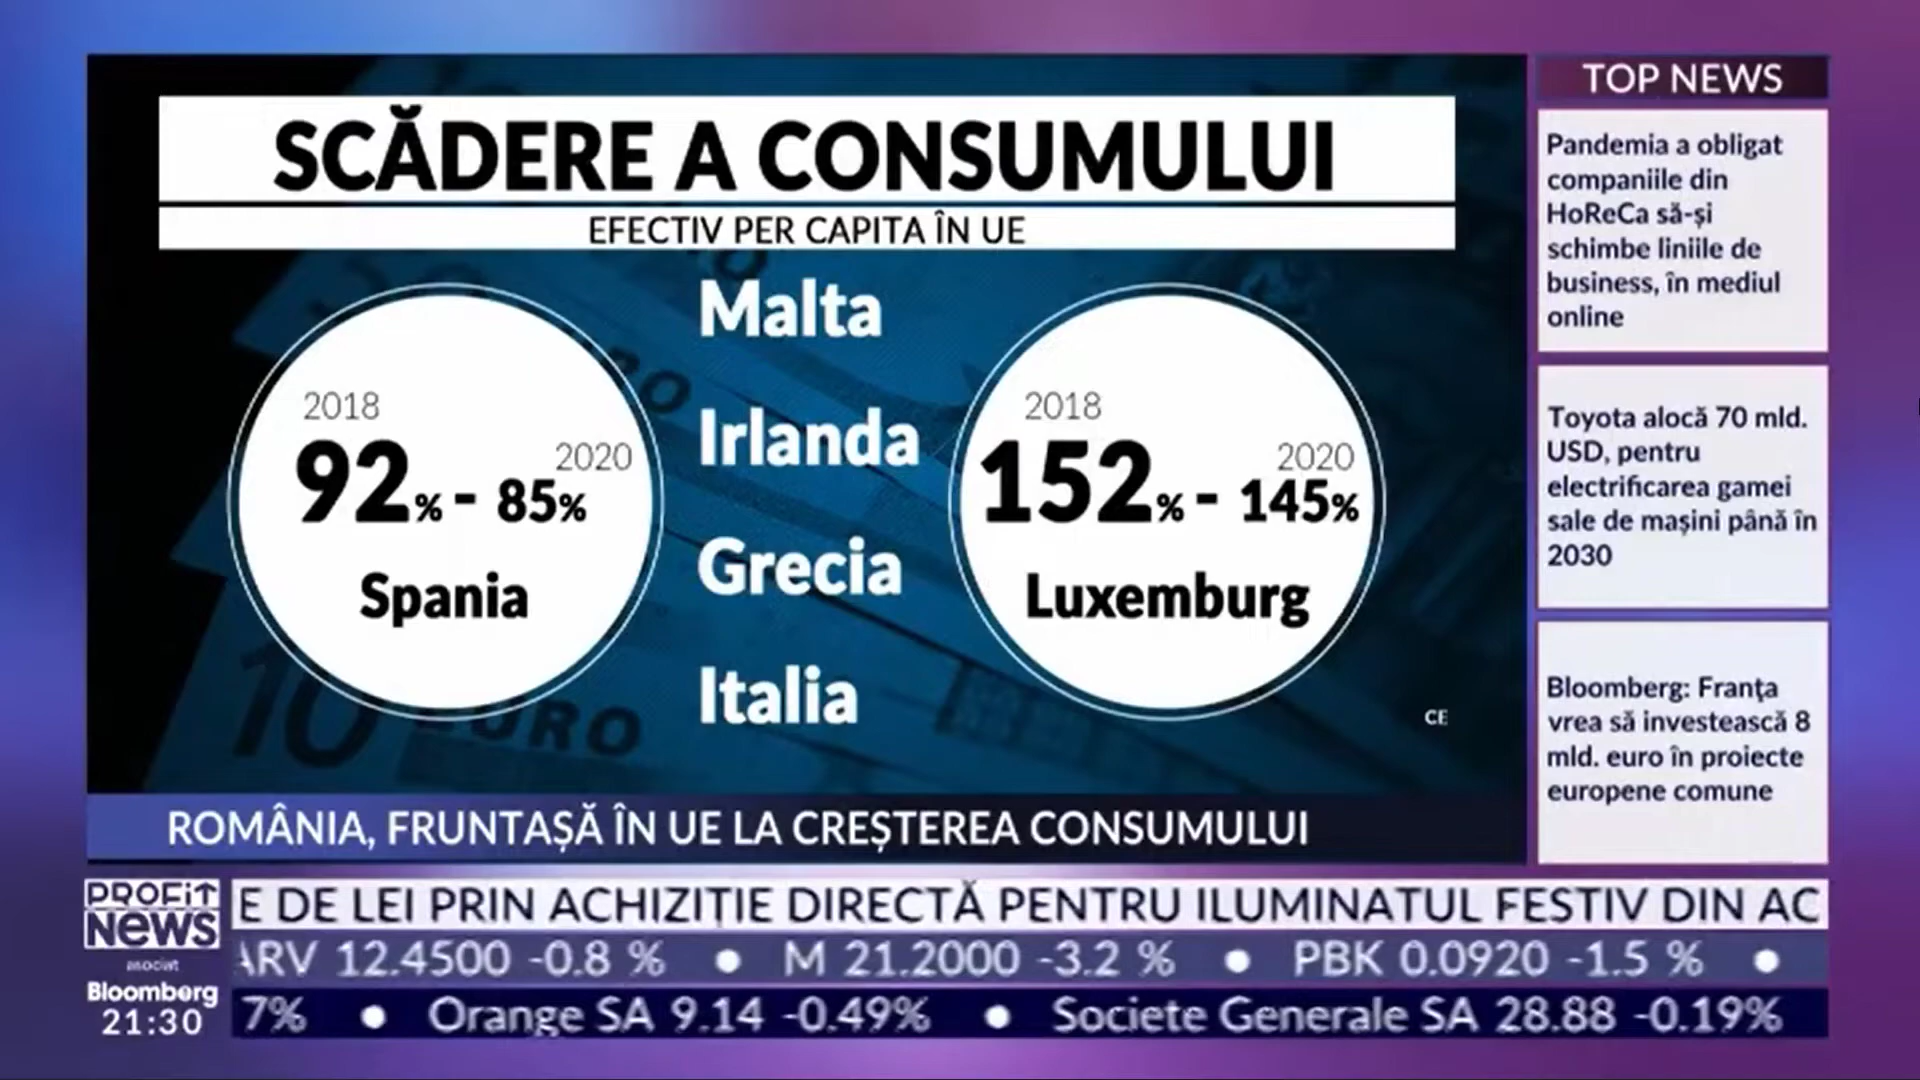 SCĂDERE A CONSUMULUI
EFECTIV PER CAPITA ÎN UE
2018
2020
92% - 85%
Spania
Malta
Irlanda
Grecia
Italia
2018
2020
152% - 145%
Luxemburg
CE
ROMÂNIA, FRUNTAȘĂ ÎN UE LA CREȘTEREA CONSUMULUI
TOP NEWS
Pandemia a obligat
companiile din
HoReCa să-și
schimbe liniile de
business, în mediul
online
Toyota alocă 70 mld.
USD, pentru
electrificarea gamei
sale de mașini până în
2030
Bloomberg: Franţa
vrea să investească 8
mld. euro în proiecte
europene comune
PROFIT
NEWS
asociat
Bloomberg
21:30
E DE LEI PRIN ACHIZIȚIE DIRECTĂ PENTRU ILUMINATUL FESTIV DIN AC
ARV 12.4500 -0.8 % ● M 21.2000 -3.2 % ● PBK 0.0920 -1.5 % ●
7% ● Orange SA 9.14 -0.49% ● Societe Generale SA 28.88 -0.19%